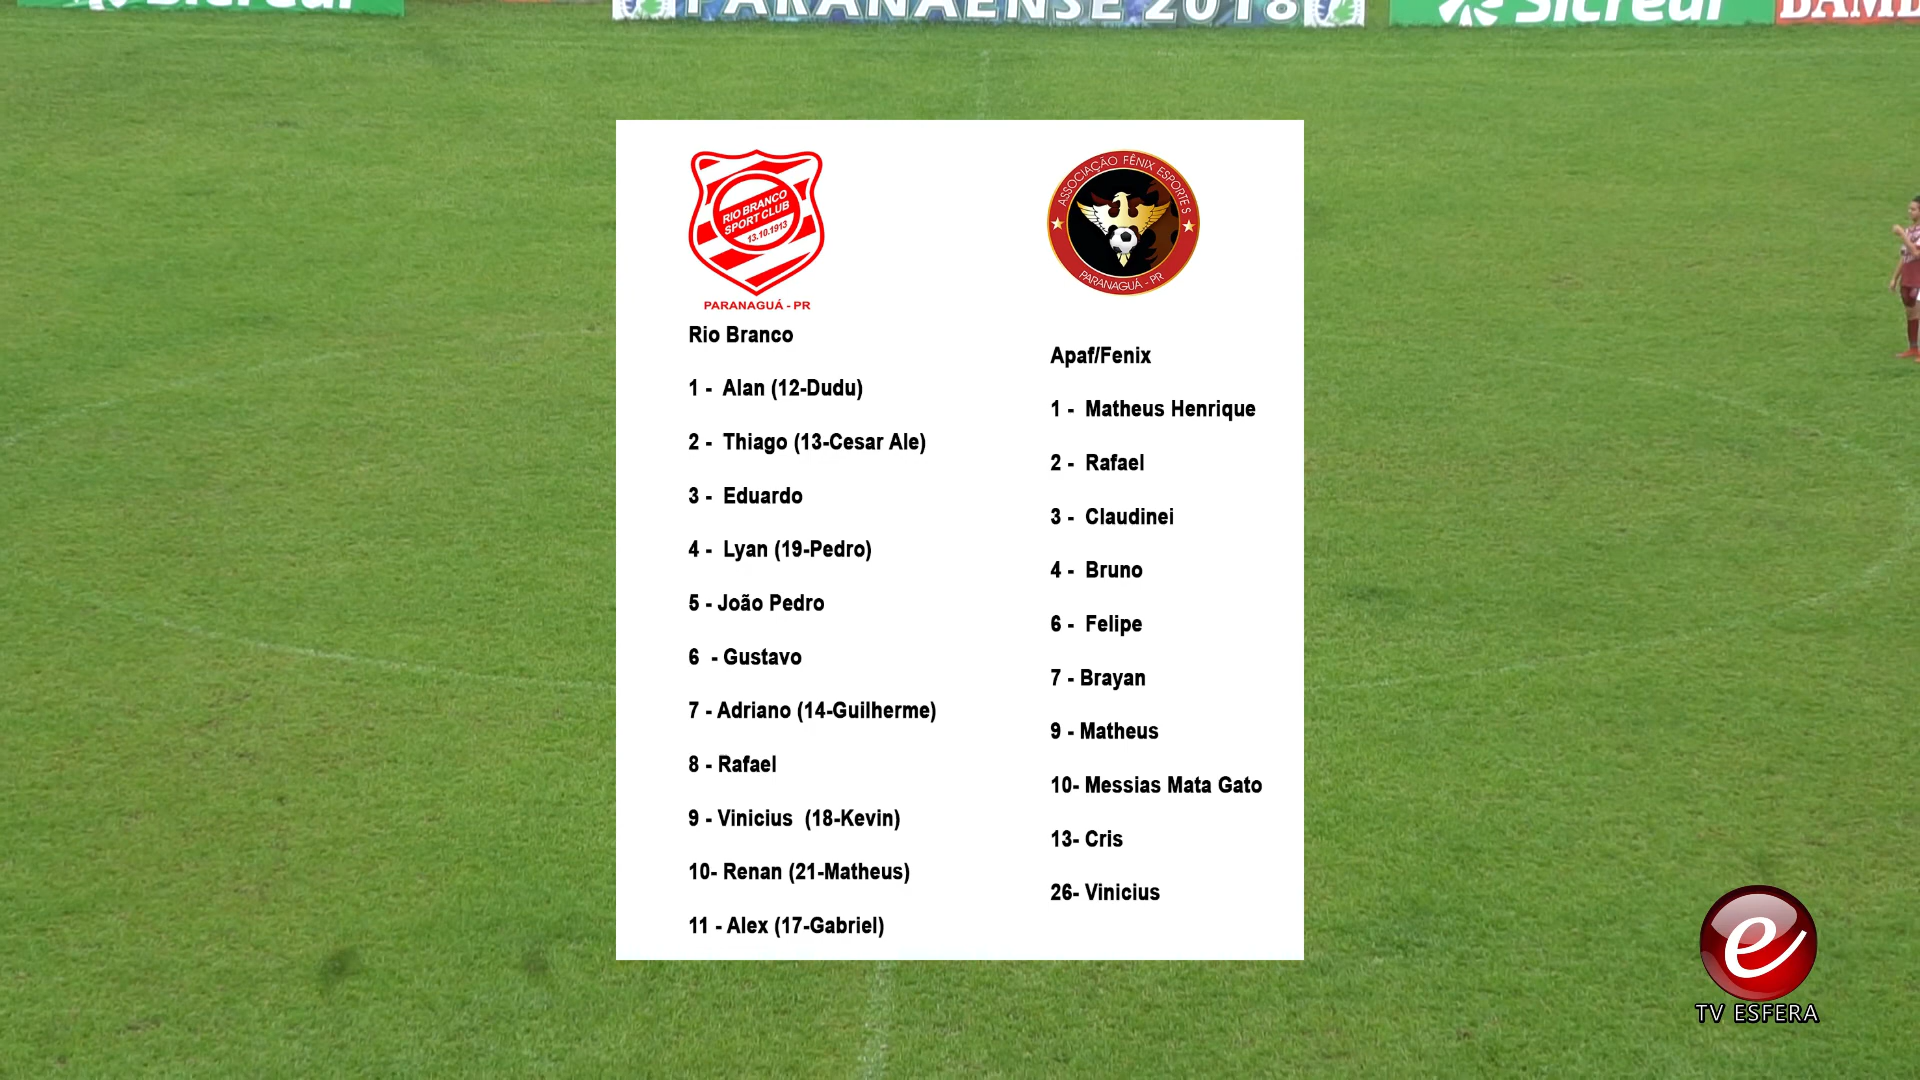 Sicredi
PARANAENSE 2018
Sicredi
RIO BRANCO
SPORT CLUB
13.10.1913
PARANAGUÁ - PR
Rio Branco
1 - Alan (12-Dudu)
2 - Thiago (13-Cesar Ale)
3 - Eduardo
4 - Lyan (19-Pedro)
5 - João Pedro
6 - Gustavo
7 - Adriano (14-Guilherme)
8 - Rafael
9 - Vinicius (18-Kevin)
10- Renan (21-Matheus)
11 - Alex (17-Gabriel)
ASSOCIAÇÃO FÊNIX ESPORTES
PARANAGUÁ - PR
Apaf/Fenix
1 - Matheus Henrique
2 - Rafael
3 - Claudinei
4 - Bruno
6 - Felipe
7 - Brayan
9 - Matheus
10- Messias Mata Gato
13- Cris
26- Vinicius
e
TV ESFERA